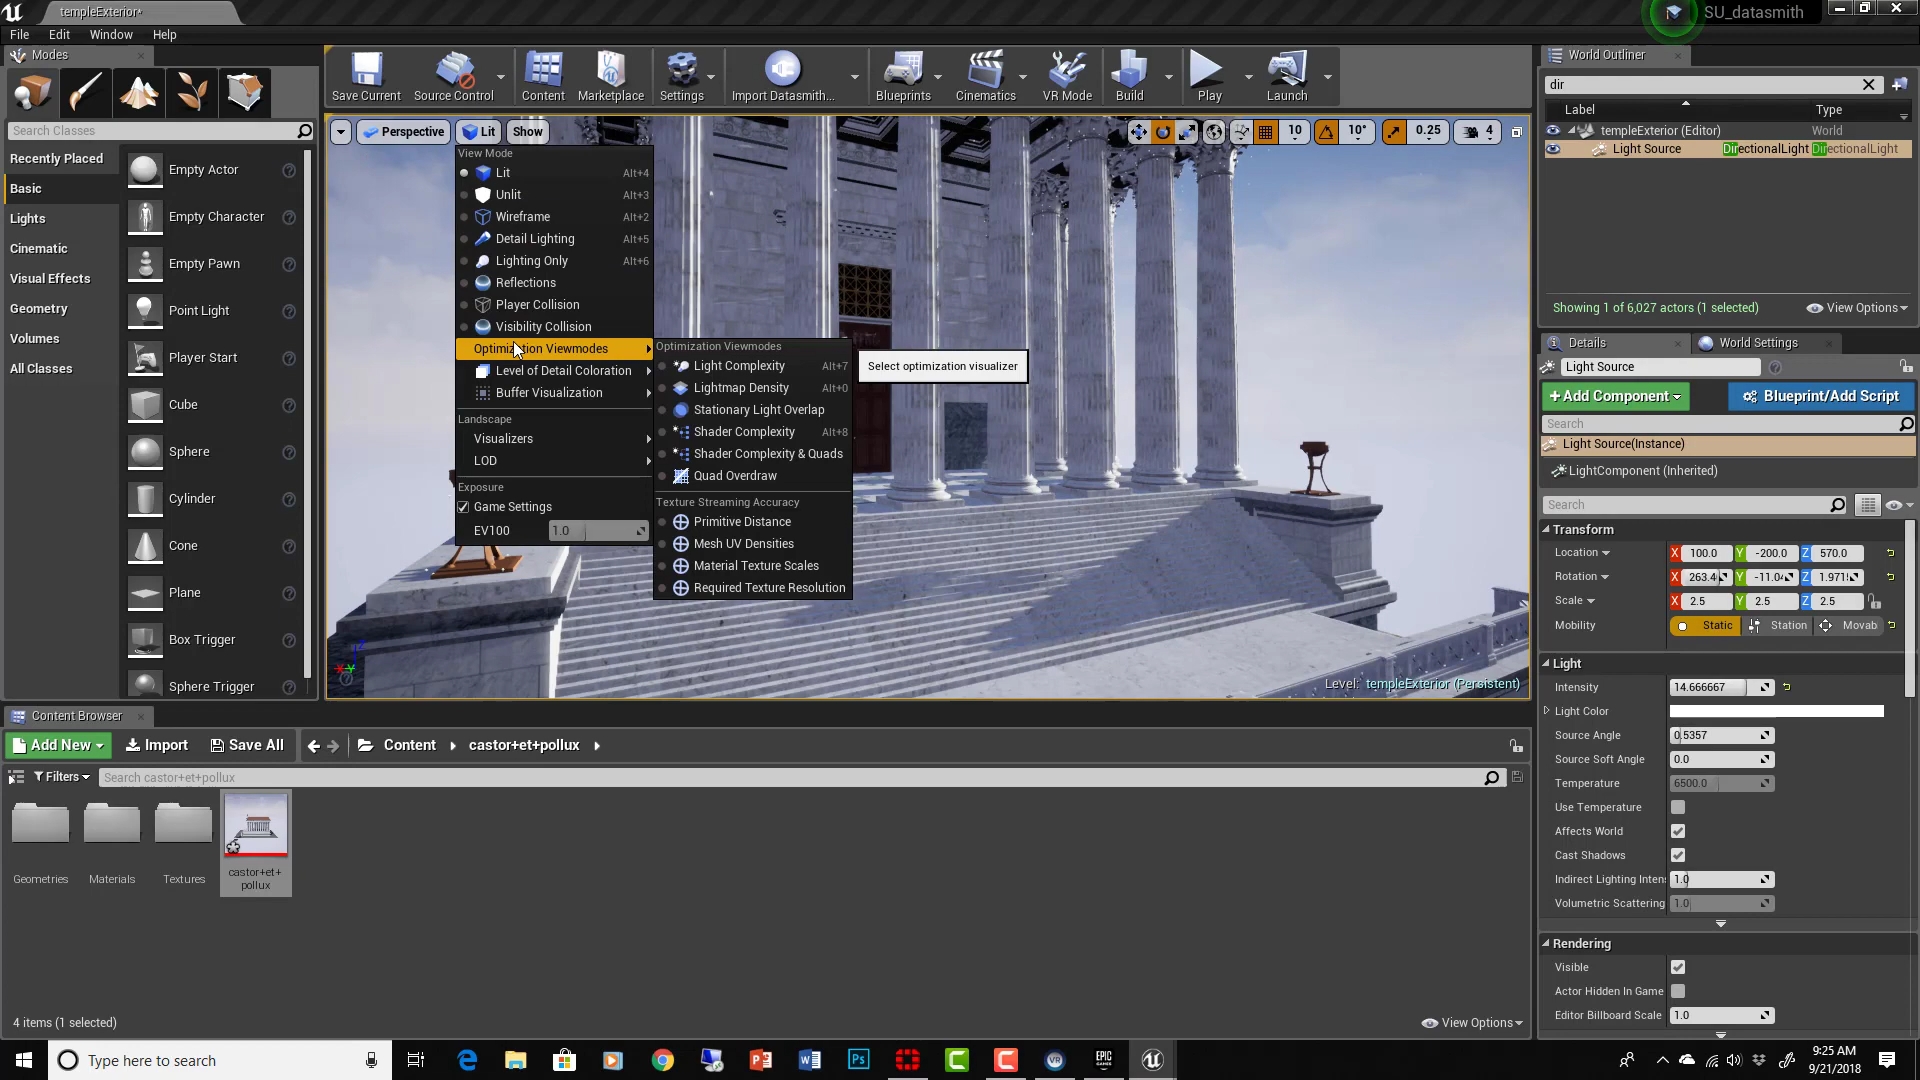 templeExterior•
SU_datasmith
File Edit Window Help
Modes
Search Classes
Recently Placed
Basic
Lights
Cinematic
Visual Effects
Geometry
Volumes
All Classes
Empty Actor
Empty Character
Empty Pawn
Point Light
Player Start
Cube
Sphere
Cylinder
Cone
Plane
Box Trigger
Sphere Trigger
Save Current
Source Control
Content
Marketplace
Settings
Import Datasmith...
Blueprints
Cinematics
VR Mode
Build
Play
Launch
Perspective Lit Show
10 10° 0.25 4
View Mode
Lit Alt+4
Unlit Alt+3
Wireframe Alt+2
Detail Lighting Alt+5
Lighting Only Alt+6
Reflections
Player Collision
Visibility Collision
Optimization Viewmodes
Level of Detail Coloration
Buffer Visualization
Landscape
Visualizers
LOD
Exposure
Game Settings
EV100 1.0
Optimization Viewmodes
Light Complexity Alt+7
Lightmap Density Alt+0
Stationary Light Overlap
Shader Complexity Alt+8
Shader Complexity & Quads
Quad Overdraw
Texture Streaming Accuracy
Primitive Distance
Mesh UV Densities
Material Texture Scales
Required Texture Resolution
Select optimization visualizer
Level: templeExterior (Persistent)
World Outliner
dir
Label Type
templeExterior (Editor) World
Light Source DirectionalLight DirectionalLight
Showing 1 of 6,027 actors (1 selected) View Options
Details World Settings
Light Source
+Add Component Blueprint/Add Script
Search
Light Source(Instance)
LightComponent (Inherited)
Search
Transform
Location X 100.0 Y -200.0 Z 570.0
Rotation X 263.4 Y -11.04 Z 1.971
Scale X 2.5 Y 2.5 Z 2.5
Mobility Static Station Movab
Light
Intensity 14.666667
Light Color
Source Angle 0.5357
Source Soft Angle 0.0
Temperature 6500.0
Use Temperature
Affects World
Cast Shadows
Indirect Lighting Inten 1.0
Volumetric Scattering 1.0
Rendering
Visible
Actor Hidden In Game
Editor Billboard Scale 1.0
Content Browser
Add New Import Save All Content castor+et+pollux
Filters Search castor+et+pollux
Geometries
Materials
Textures
castor+et+
pollux
4 items (1 selected) View Options
Type here to search
EPIC GAMES
9:25 AM
9/21/2018